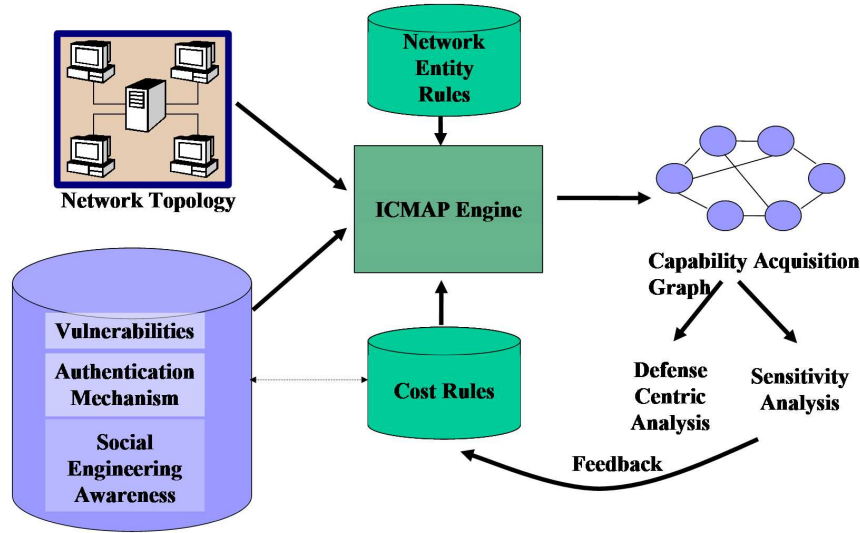 Network
Entity
Rules
Network Topology
ICMAP Engine
Capability Acquisition
Graph
Vulnerabilities
Authentication
Mechanism
Social
Engineering
Awareness
Cost Rules
Defense
Centric
Analysis
Sensitivity
Analysis
Feedback